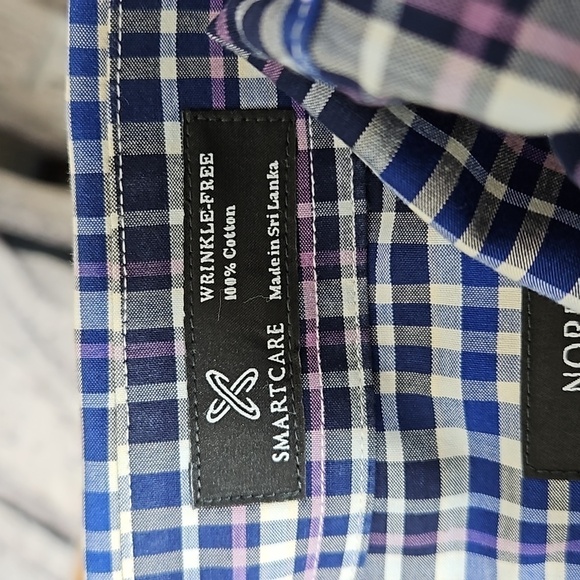 SMARTCARE
WRINKLE-FREE
100% Cotton
Made in Sri Lanka